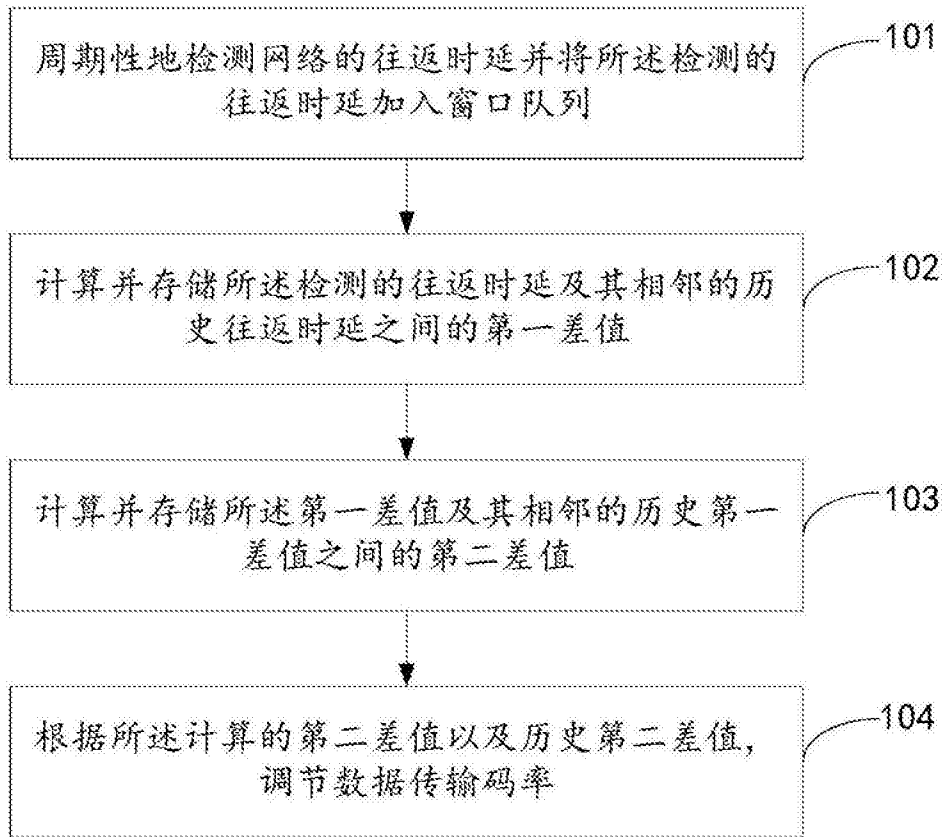 周期性地检测网络的往返时延并将所述检测的
往返时延加入窗口队列
101
计算并存储所述检测的往返时延及其相邻的历
史往返时延之间的第一差值
102
计算并存储所述第一差值及其相邻的历史第一
差值之间的第二差值
103
根据所述计算的第二差值以及历史第二差值，
调节数据传输码率
104